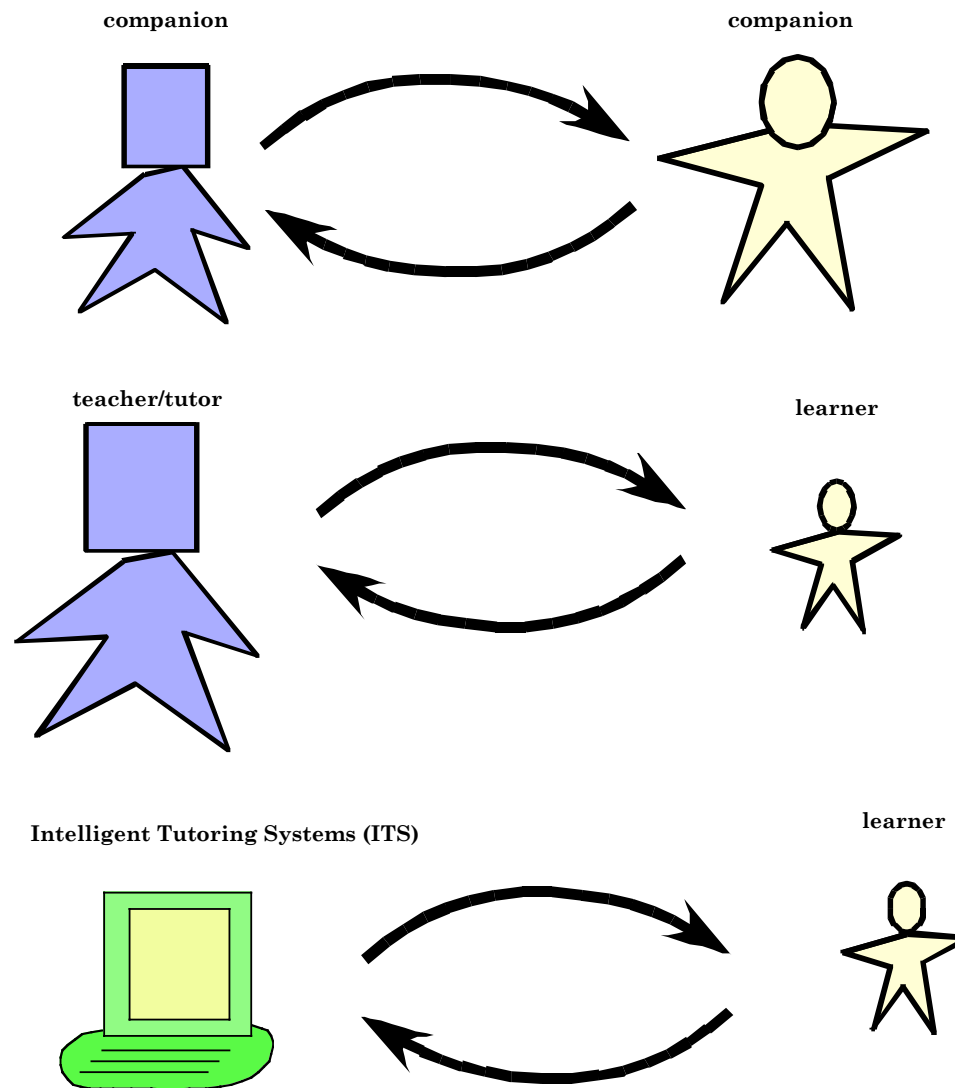 companion
companion
teacher/tutor
learner
Intelligent Tutoring Systems (ITS)
learner